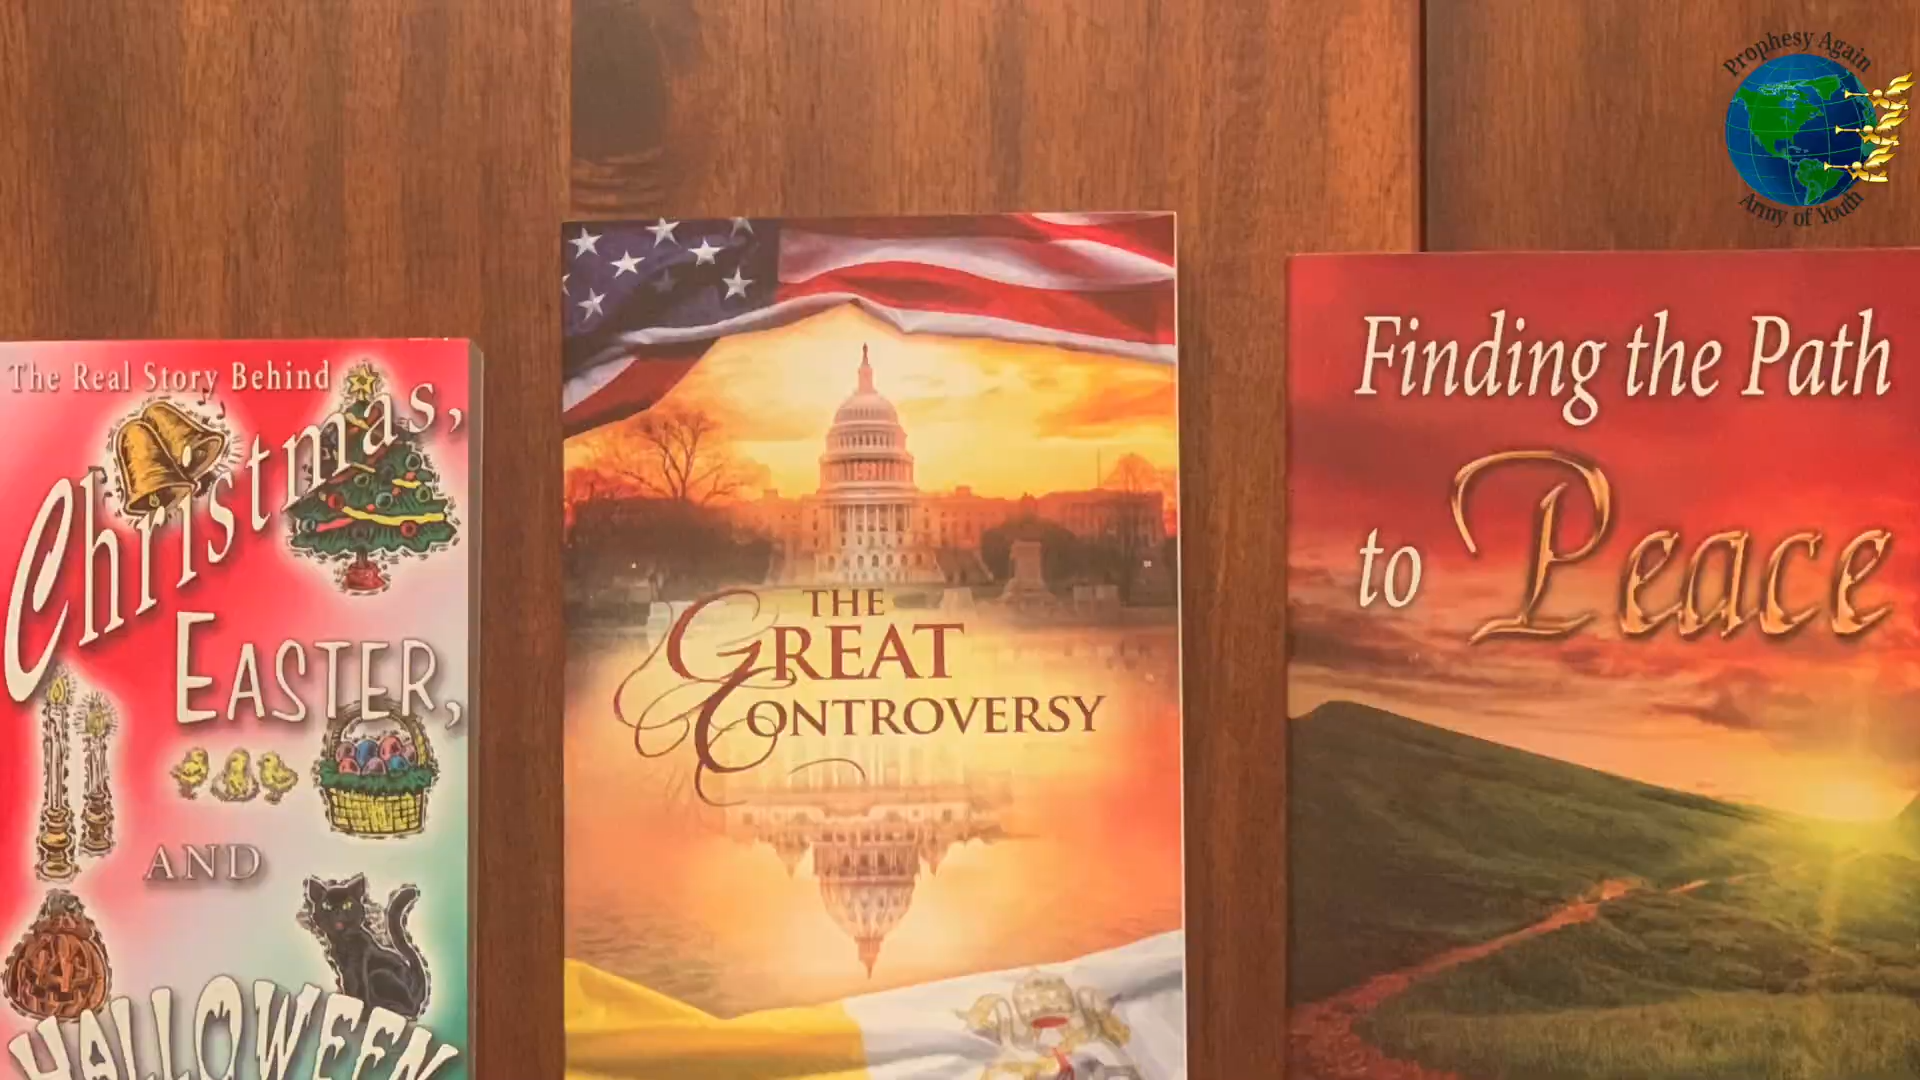 Prophesy Again
Army of Youth
The Real Story Behind
Christmas,
EASTER,
AND
HALLOWEEN
THE
GREAT
CONTROVERSY
Finding the Path
to Peace